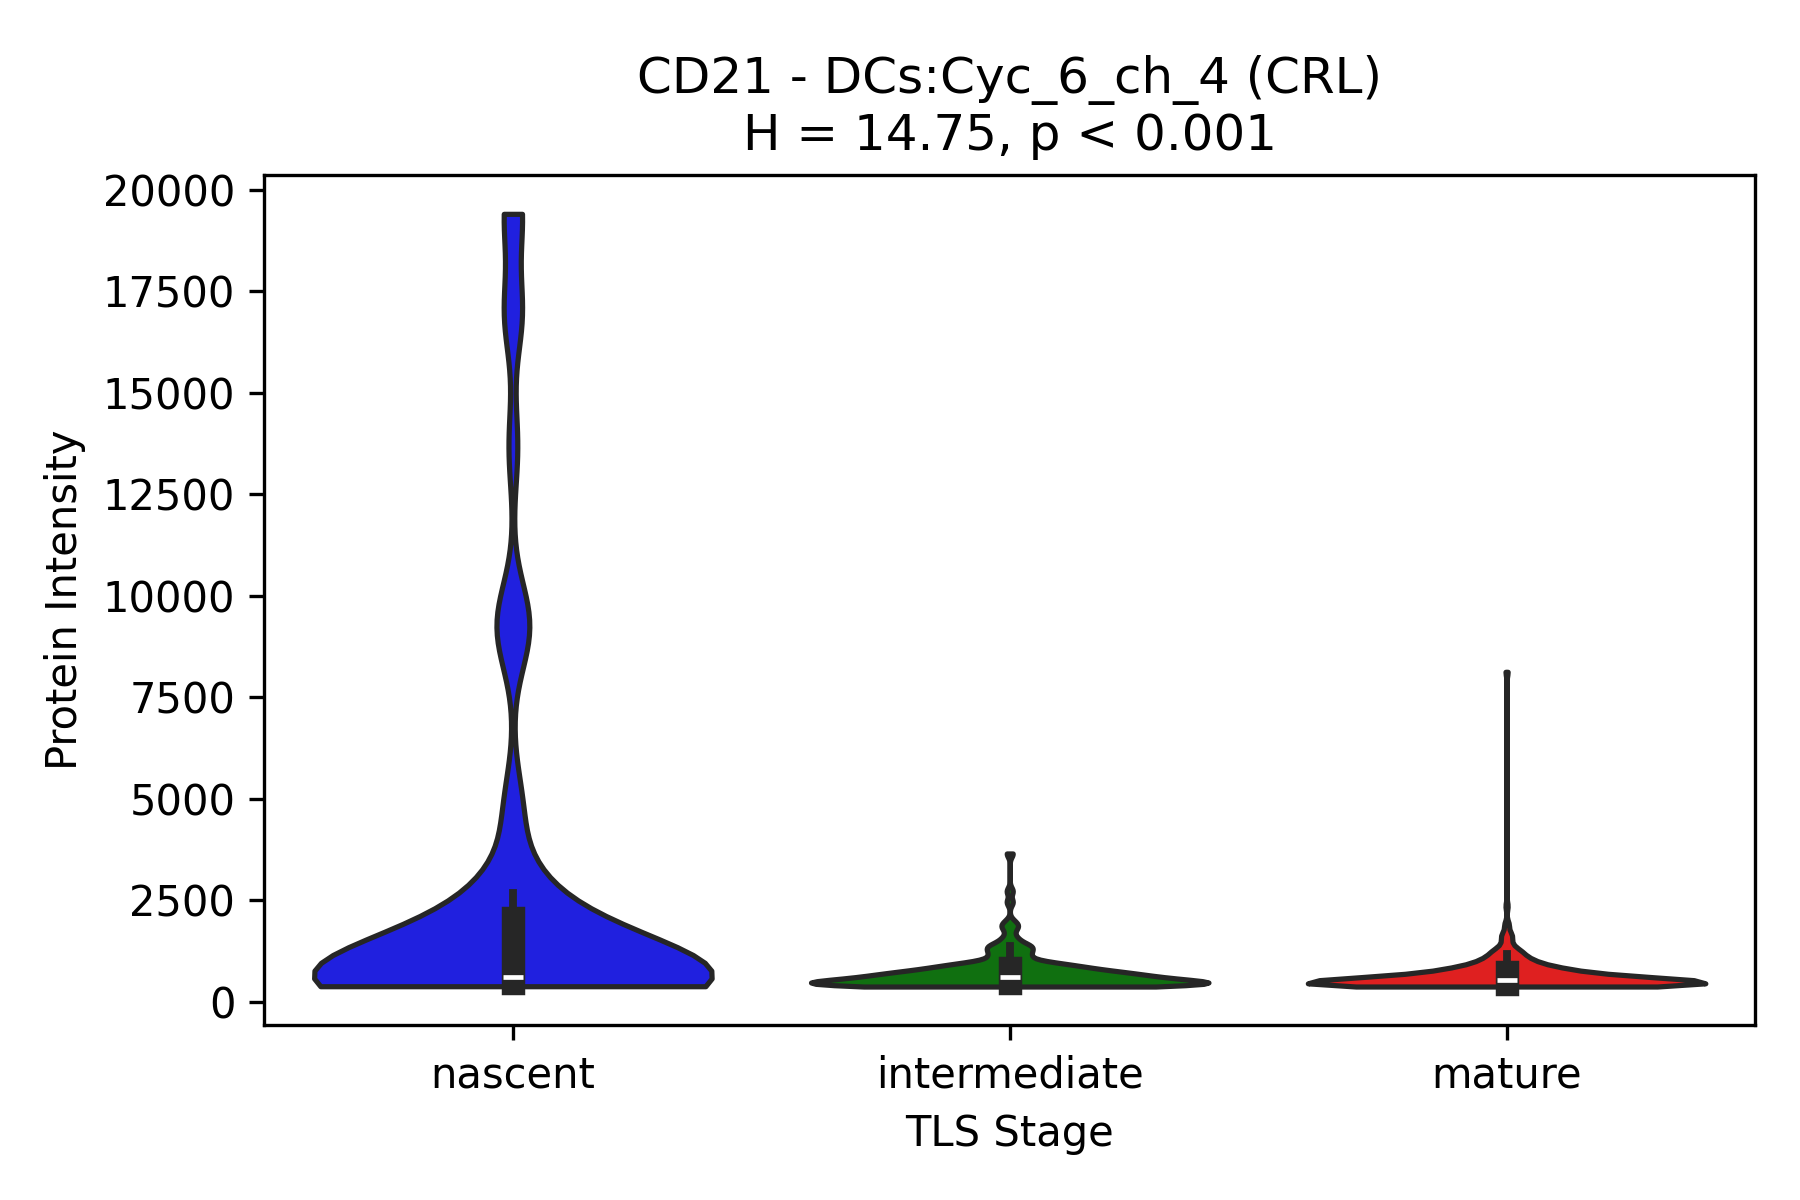 CD21 - DCs:Cyc_6_ch_4 (CRL)
H = 14.75, p < 0.001
20000
17500
15000
12500
10000
7500
5000
2500
0
Protein Intensity
nascent intermediate mature
TLS Stage